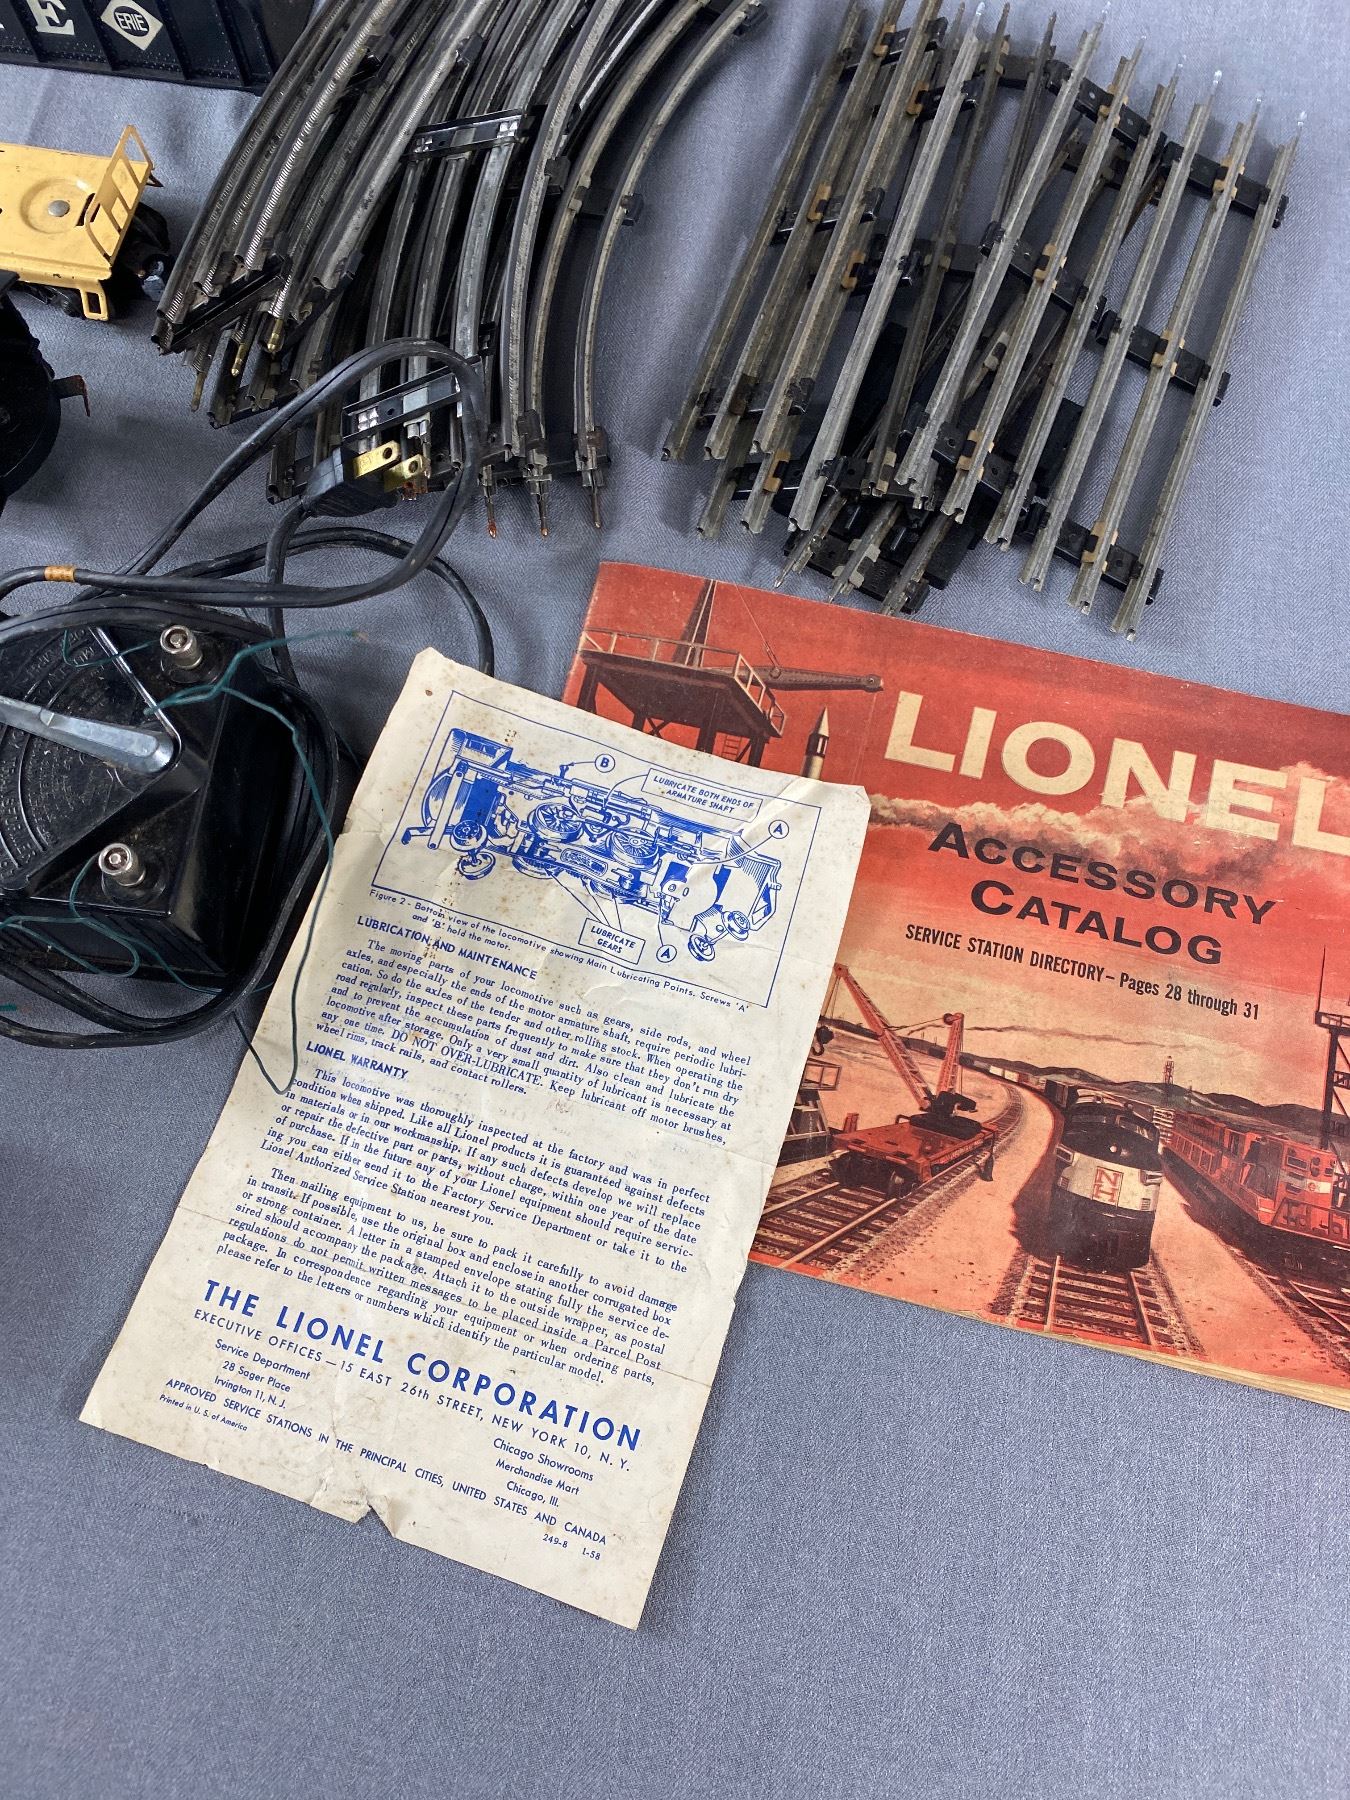 E
ERIE
LIONEL
ACCESSORY
CATALOG
SERVICE STATION DIRECTORY – Pages 28 through 31
NH
B
LUBRICATE BOTH ENDS OF
ARMATURE SHAFT
A
LUBRICATE
GEARS
A
Figure 2 - Bottom view of the locomotive showing Main Lubricating Points. Screws 'A'
and 'B' hold the motor.
LUBRICATION AND MAINTENANCE
The moving parts of your locomotive such as gears, side rods, and wheel
axles, and especially the ends of the motor armature shaft, require periodic lubri-
cation. So do the axles of the tender and other rolling stock. When operating the
road regularly, inspect these parts frequently to make sure that they don't run dry
and to prevent the accumulation of dust and dirt. Also clean and lubricate the
locomotive after storage. Only a very small quantity of lubricant is necessary at
any one time. DO NOT OVER-LUBRICATE. Keep lubricant off motor brushes,
wheel rims, track rails, and contact rollers.
LIONEL WARRANTY
This locomotive was thoroughly inspected at the factory and was in perfect
condition when shipped. Like all Lionel products it is guaranteed against defects
in materials or in our workmanship. If any such defects develop we will replace
or repair the defective part or parts, without charge, within one year of the date
of purchase. If in the future any of your Lionel equipment should require servic-
ing you can either send it to the Factory Service Department or take it to the
Lionel Authorized Service Station nearest you.
Then mailing equipment to us, be sure to pack it carefully to avoid damage
in transit. If possible, use the original box and enclose in another corrugated box
or strong container. A letter in a stamped envelope stating fully the service de-
sired should accompany the package. Attach it to the outside wrapper, as postal
regulations do not permit written messages to be placed inside a Parcel Post
package. In correspondence regarding your equipment or when ordering parts,
please refer to the letters or numbers which identify the particular model.
THE LIONEL CORPORATION
EXECUTIVE OFFICES – 15 EAST 26th STREET, NEW YORK 10, N. Y.
Service Department
28 Sager Place
Irvington 11, N. J.
Chicago Showrooms
Merchandise Mart
Chicago, Ill.
APPROVED SERVICE STATIONS IN THE PRINCIPAL CITIES, UNITED STATES AND CANADA
Printed in U. S. of America
249-8 1-58